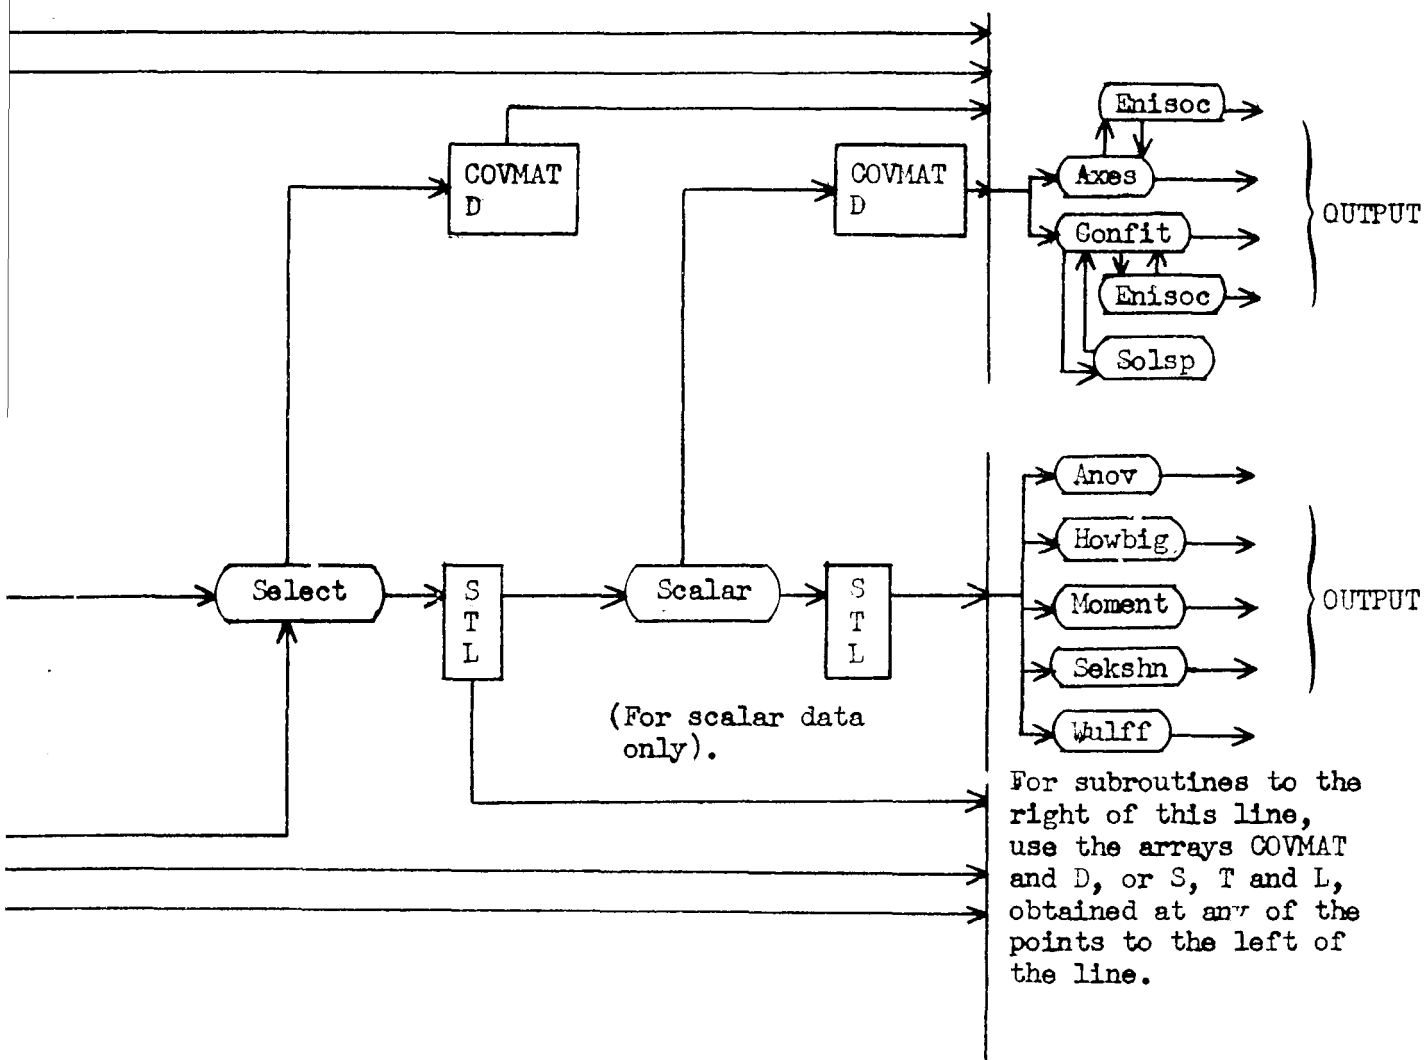 Enisoc
COVMAT
D
COVMAT
D
Axes
Confit
Enisoc
Solsp
OUTPUT
Select
S
T
L
Scalar
S
T
L
(For scalar data
only).
Anov
Howbig
Moment
Sekshn
Wulff
OUTPUT
For subroutines to the
right of this line,
use the arrays COVMAT
and D, or S, T and L,
obtained at any of the
points to the left of
the line.